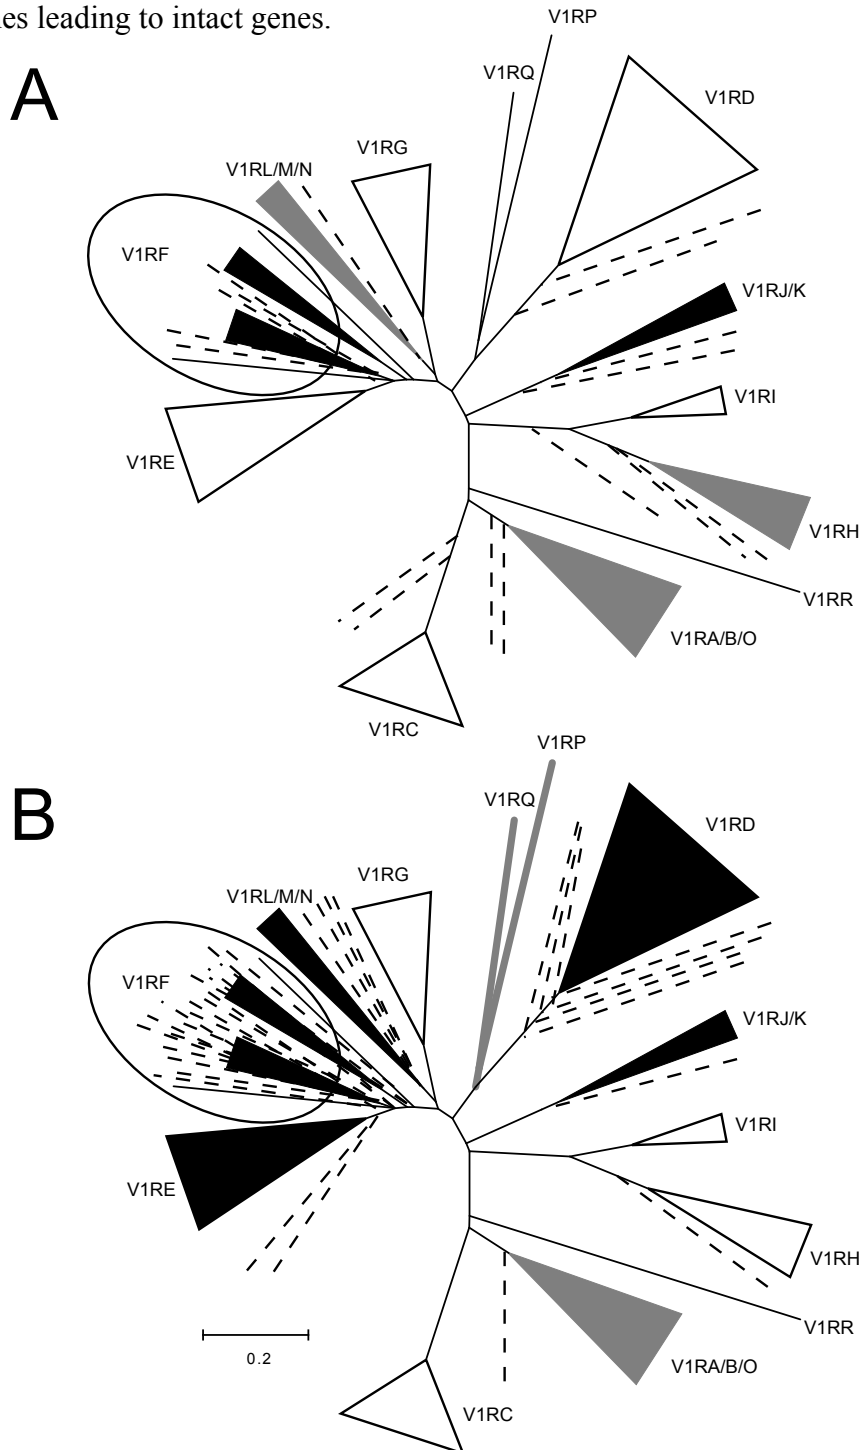 es leading to intact genes.
A
V1RP
V1RQ
V1RD
V1RG
V1RL/M/N
V1RF
V1RJ/K
V1RI
V1RE
V1RH
V1RR
V1RA/B/O
V1RC
B
V1RP
V1RQ
V1RD
V1RG
V1RL/M/N
V1RF
V1RJ/K
V1RI
V1RE
V1RH
V1RR
0.2
V1RA/B/O
V1RC